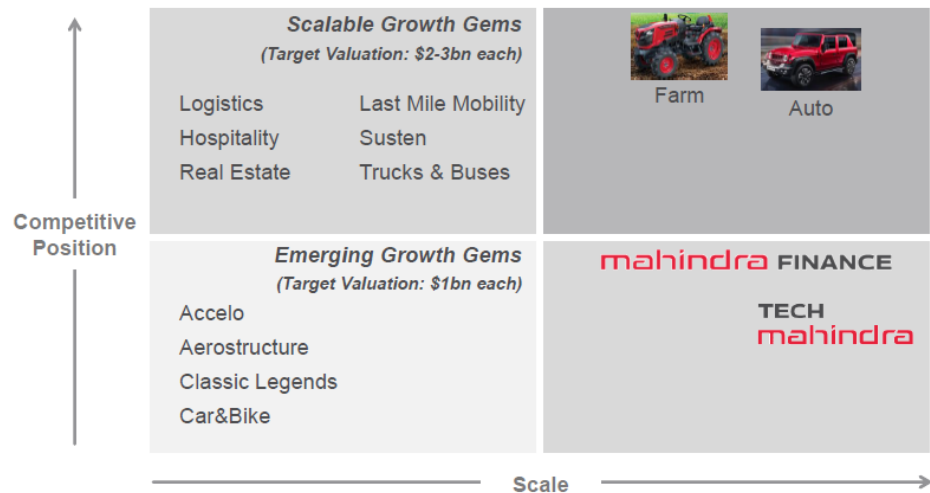 Scalable Growth Gems
(Target Valuation: $2-3bn each)
Logistics
Last Mile Mobility
Hospitality
Susten
Real Estate
Trucks & Buses
Farm
Auto
Competitive
Position
Emerging Growth Gems
(Target Valuation: $1bn each)
Accelo
Aerostructure
Classic Legends
Car&Bike
mahindra FINANCE
TECH
mahindra
Scale